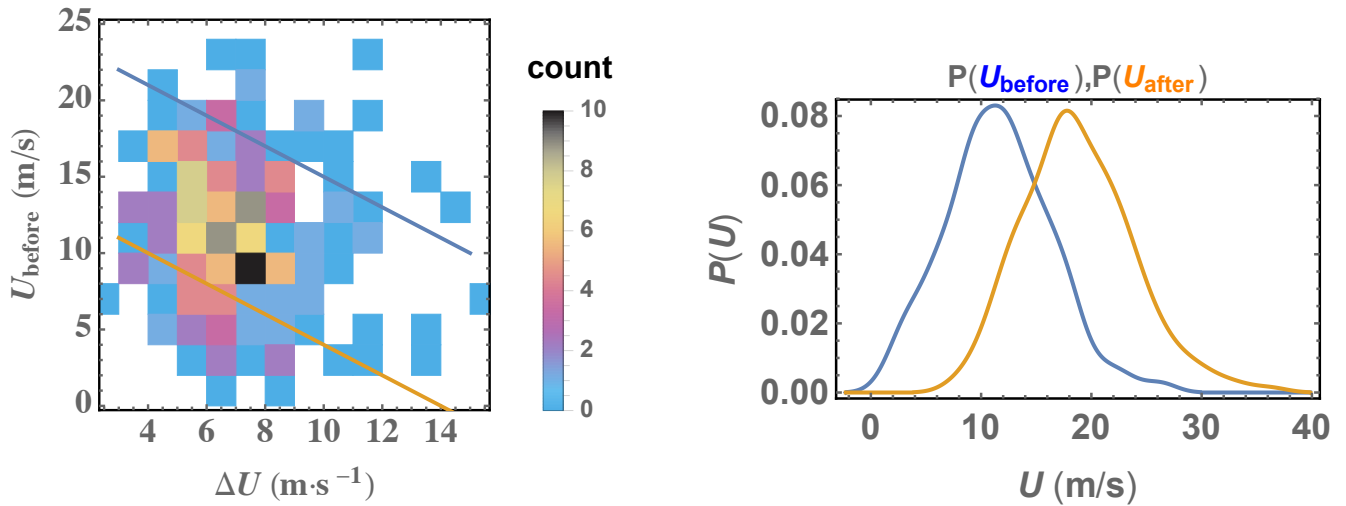 25
20
15
10
5
0
U_before (m/s)
4 6 8 10 12 14
ΔU (m·s⁻¹)
count
10
8
6
4
2
0
P(U_before),P(U_after)
0.08
0.06
0.04
0.02
0.00
P(U)
0 10 20 30 40
U (m/s)